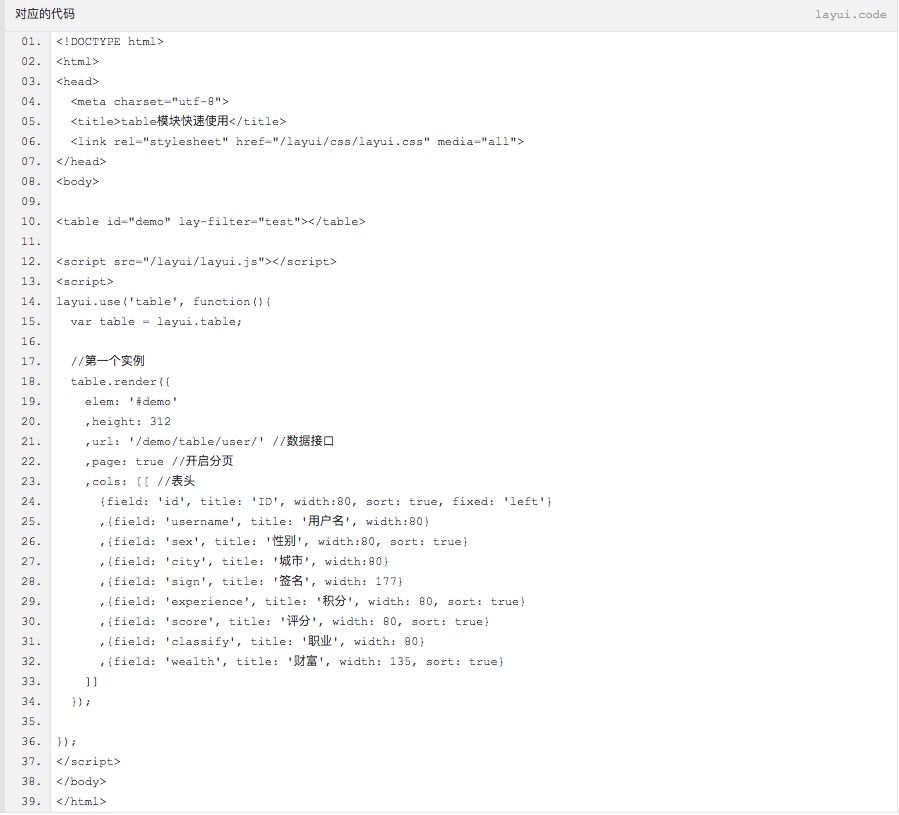 对应的代码 layui.code
01. <!DOCTYPE html>
02. <html>
03. <head>
04.   <meta charset="utf-8">
05.   <title>table模块快速使用</title>
06.   <link rel="stylesheet" href="/layui/css/layui.css" media="all">
07. </head>
08. <body>
09.
10. <table id="demo" lay-filter="test"></table>
11.
12. <script src="/layui/layui.js"></script>
13. <script>
14. layui.use('table', function(){
15.   var table = layui.table;
16.
17.   //第一个实例
18.   table.render({
19.     elem: '#demo'
20.     ,height: 312
21.     ,url: '/demo/table/user/' //数据接口
22.     ,page: true //开启分页
23.     ,cols: [[ //表头
24.       {field: 'id', title: 'ID', width:80, sort: true, fixed: 'left'}
25.       ,{field: 'username', title: '用户名', width:80}
26.       ,{field: 'sex', title: '性别', width:80, sort: true}
27.       ,{field: 'city', title: '城市', width:80}
28.       ,{field: 'sign', title: '签名', width: 177}
29.       ,{field: 'experience', title: '积分', width: 80, sort: true}
30.       ,{field: 'score', title: '评分', width: 80, sort: true}
31.       ,{field: 'classify', title: '职业', width: 80}
32.       ,{field: 'wealth', title: '财富', width: 135, sort: true}
33.     ]]
34.   });
35.
36. });
37. </script>
38. </body>
39. </html>